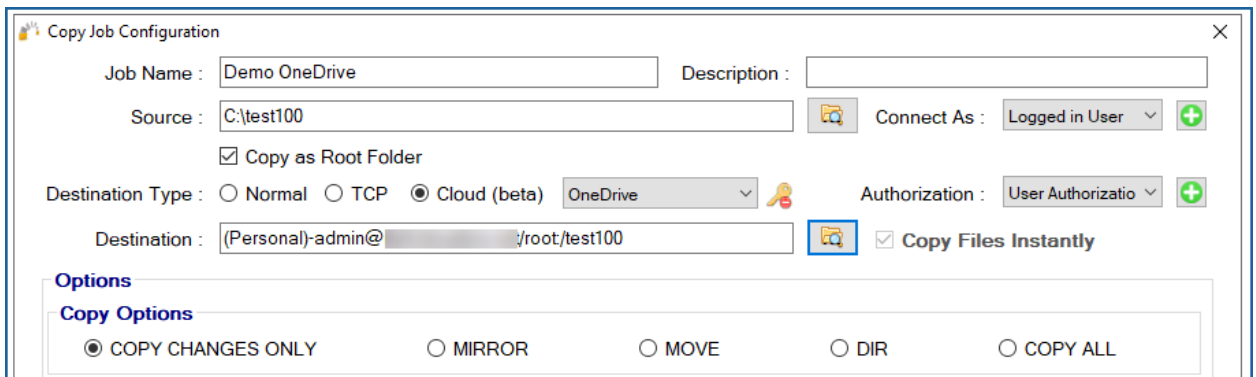 Copy Job Configuration
Job Name : Demo OneDrive Description :
Source : C:\test100 Connect As : Logged in User
Copy as Root Folder
Destination Type : Normal TCP Cloud (beta) OneDrive Authorization : User Authorizatio
Destination : (Personal)-admin@ :/root:/test100 Copy Files Instantly
Options
Copy Options
COPY CHANGES ONLY MIRROR MOVE DIR COPY ALL